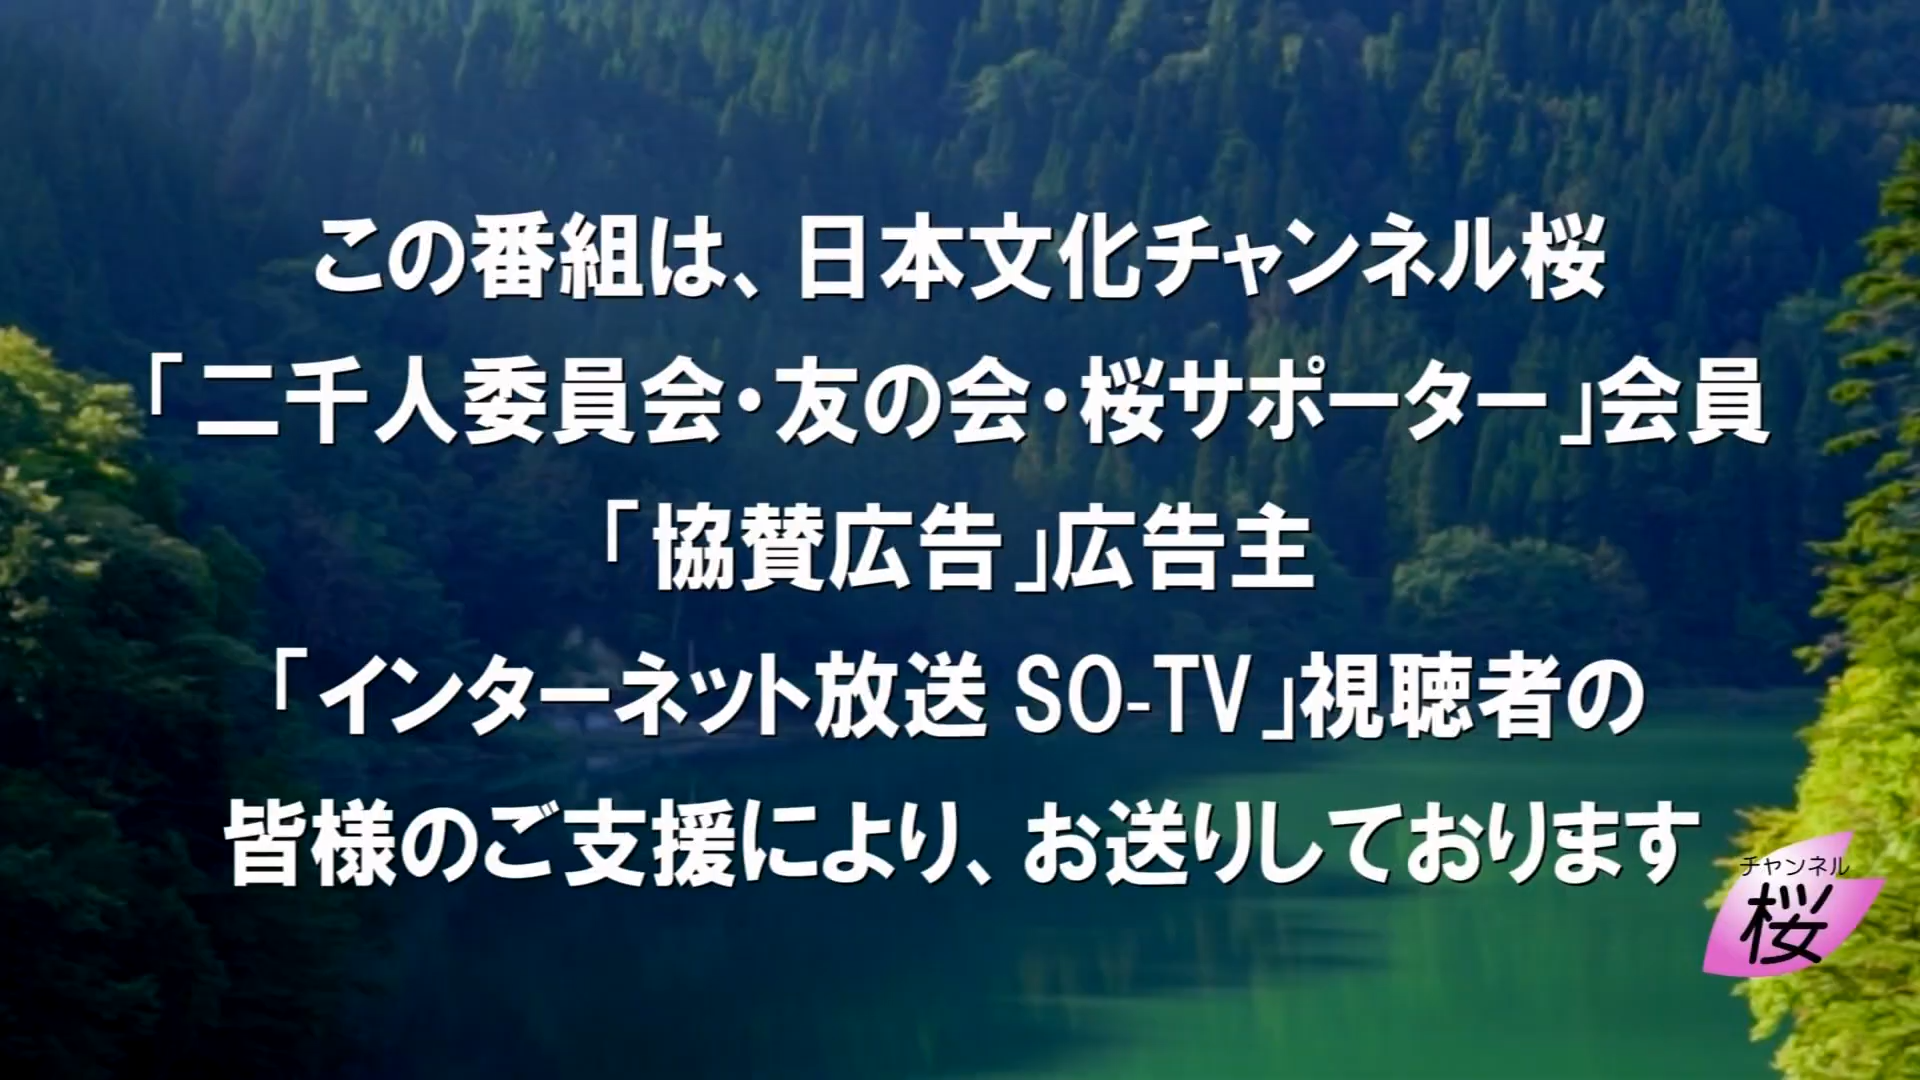 この番組は、日本文化チャンネル桜
「二千人委員会・友の会・桜サポーター」会員
「協賛広告」広告主
「インターネット放送 SO-TV」視聴者の
皆様のご支援により、お送りしております
チャンネル
桜